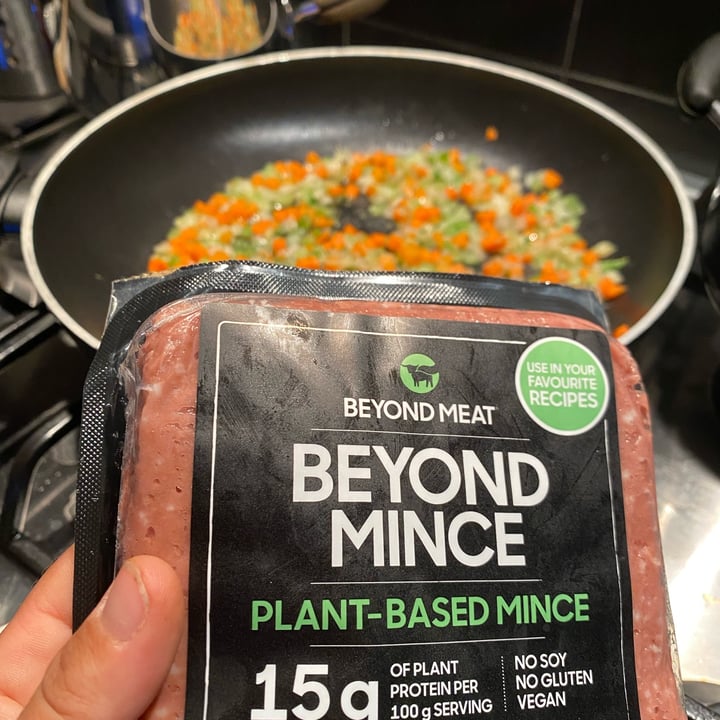 BEYOND MEAT
USE IN YOUR
FAVOURITE
RECIPES
BEYOND
MINCE
PLANT-BASED MINCE
15g
OF PLANT
PROTEIN PER
100 g SERVING
NO SOY
NO GLUTEN
VEGAN